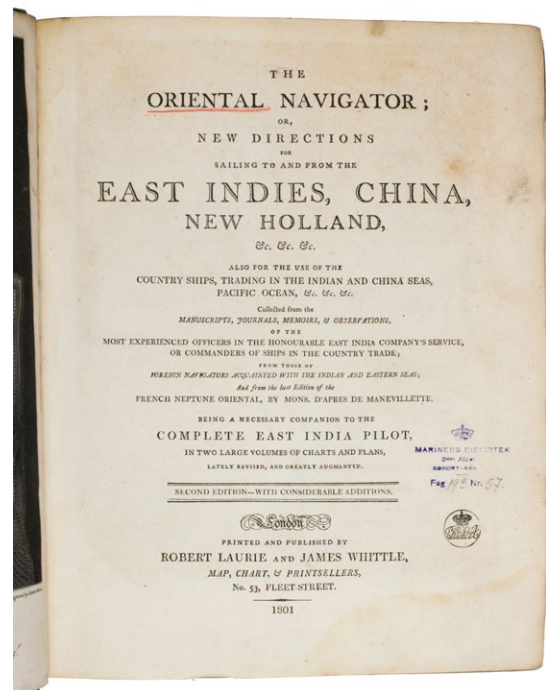 THE
ORIENTAL NAVIGATOR;
OR,
NEW DIRECTIONS
FOR
SAILING TO AND FROM THE
EAST INDIES, CHINA,
NEW HOLLAND,
&c. &c. &c.
ALSO FOR THE USE OF THE
COUNTRY SHIPS, TRADING IN THE INDIAN AND CHINA SEAS,
PACIFIC OCEAN, &c. &c. &c.
Collected from the
MANUSCRIPTS, JOURNALS, MEMOIRS, & OBSERVATIONS,
OF THE
MOST EXPERIENCED OFFICERS IN THE HONOURABLE EAST INDIA COMPANY'S SERVICE,
OR COMMANDERS OF SHIPS IN THE COUNTRY TRADE;
FROM THOSE OF
FOREIGN NAVIGATORS ACQUAINTED WITH THE INDIAN AND EASTERN SEAS;
And from the last Edition of the
FRENCH NEPTUNE ORIENTAL, BY MONS. D'APRES DE MANEVILLETTE.
BEING A NECESSARY COMPANION TO THE
COMPLETE EAST INDIA PILOT,
IN TWO LARGE VOLUMES OF CHARTS AND PLANS,
LATELY REVISED, AND GREATLY AUGMENTED.
SECOND EDITION—WITH CONSIDERABLE ADDITIONS.
London
PRINTED AND PUBLISHED BY
ROBERT LAURIE AND JAMES WHITTLE,
MAP, CHART, & PRINTSELLERS,
No. 53, FLEET-STREET.
1801
MARINENS
Fag Nr. 57.